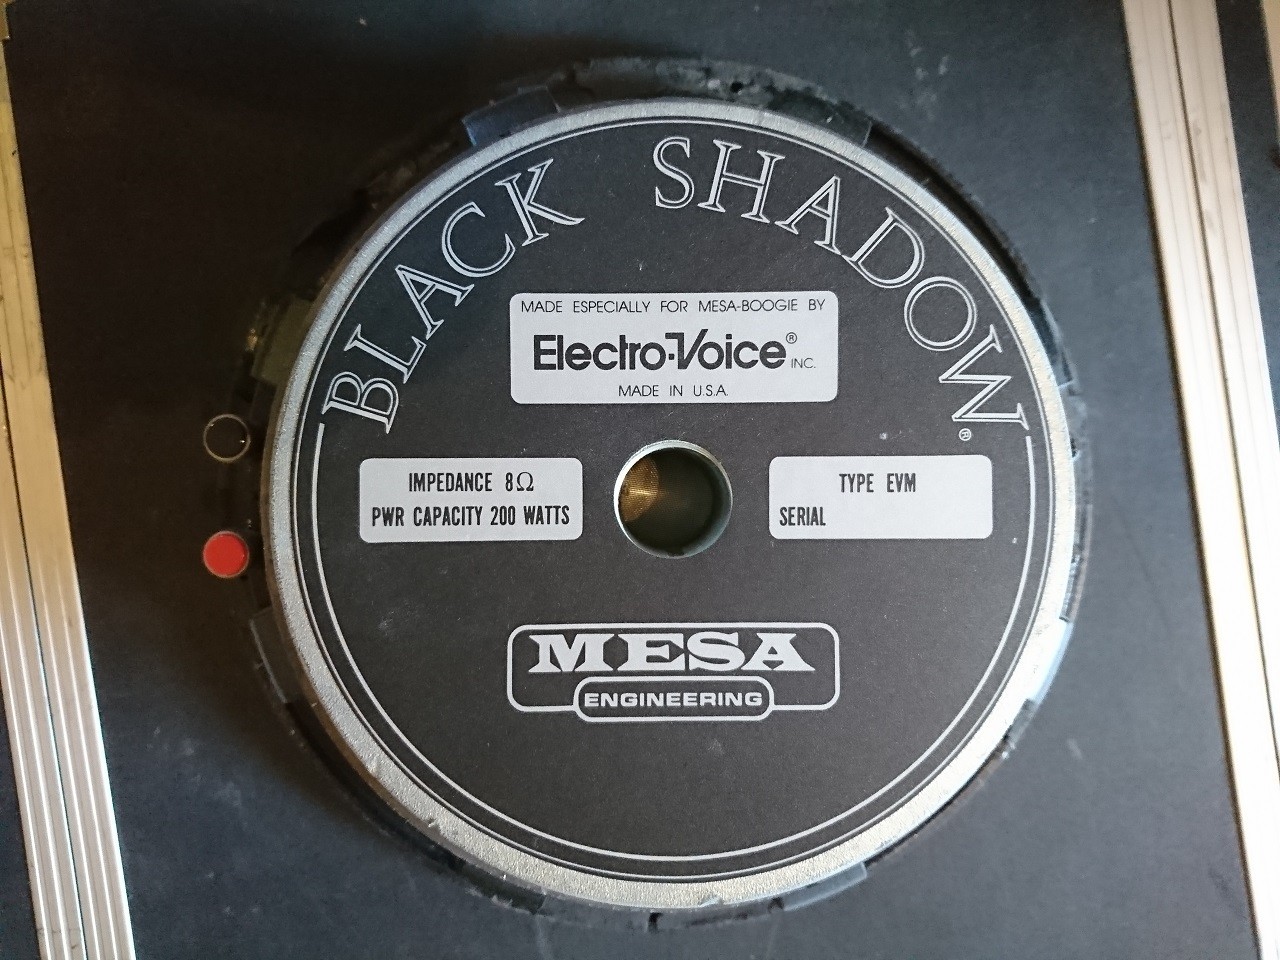 BLACK SHADOW®
MADE ESPECIALLY FOR MESA-BOOGIE BY
Electro-Voice® INC.
MADE IN U.S.A.
IMPEDANCE 8Ω
PWR CAPACITY 200 WATTS
TYPE EVM
SERIAL
MESA
ENGINEERING